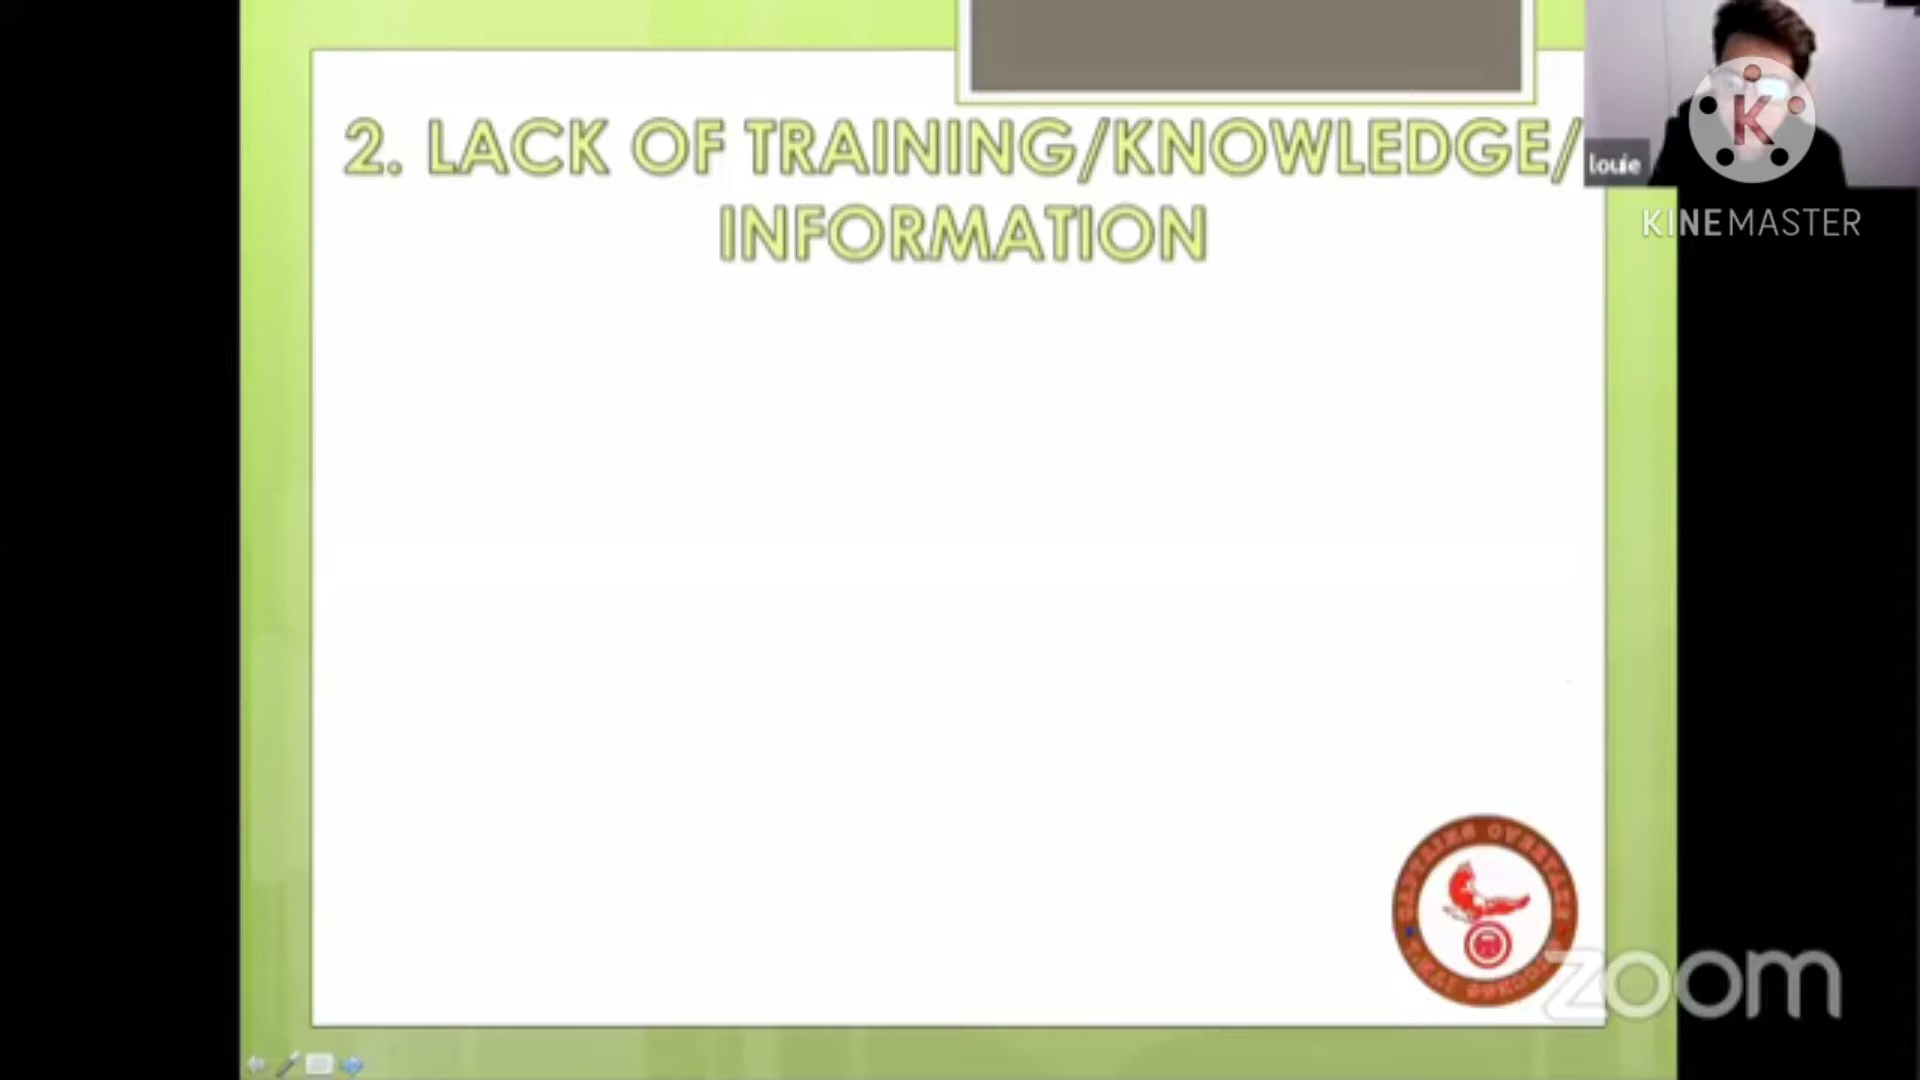 2. LACK OF TRAINING/KNOWLEDGE/
INFORMATION
louie
K
KINEMASTER
zoom